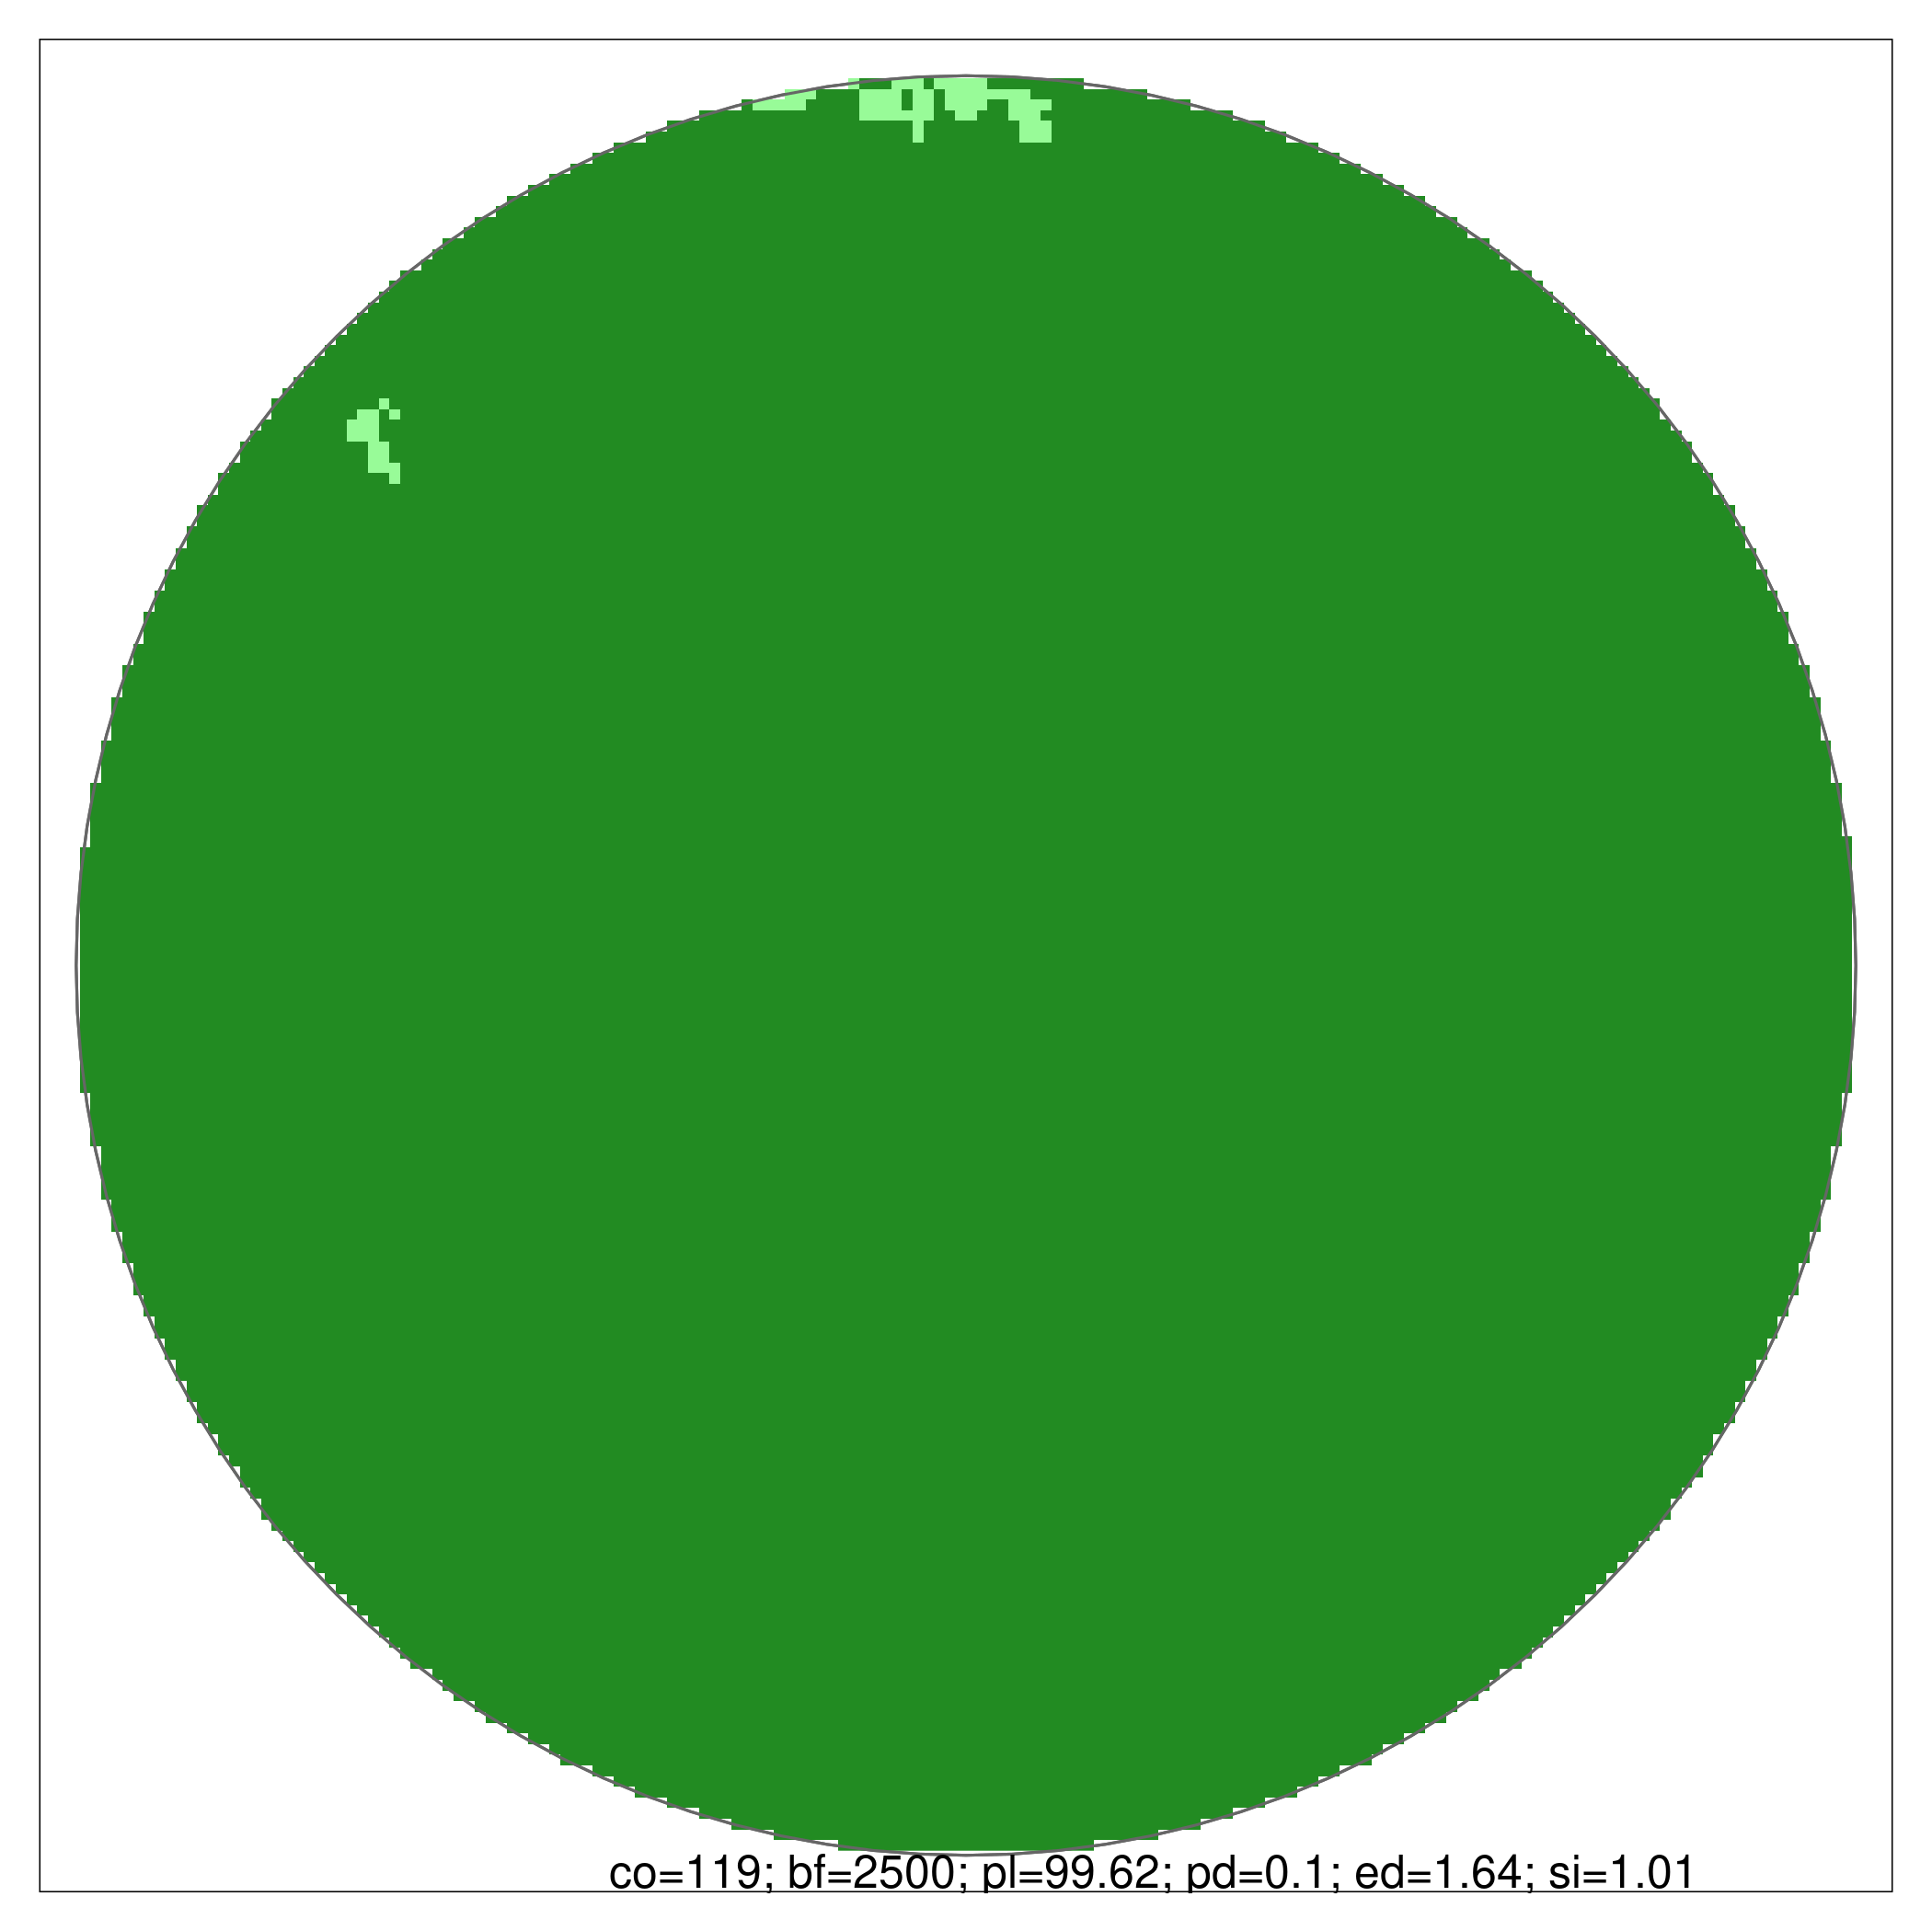 co=119; bf=2500; pl=99.62; pd=0.1; ed=1.64; si=1.01